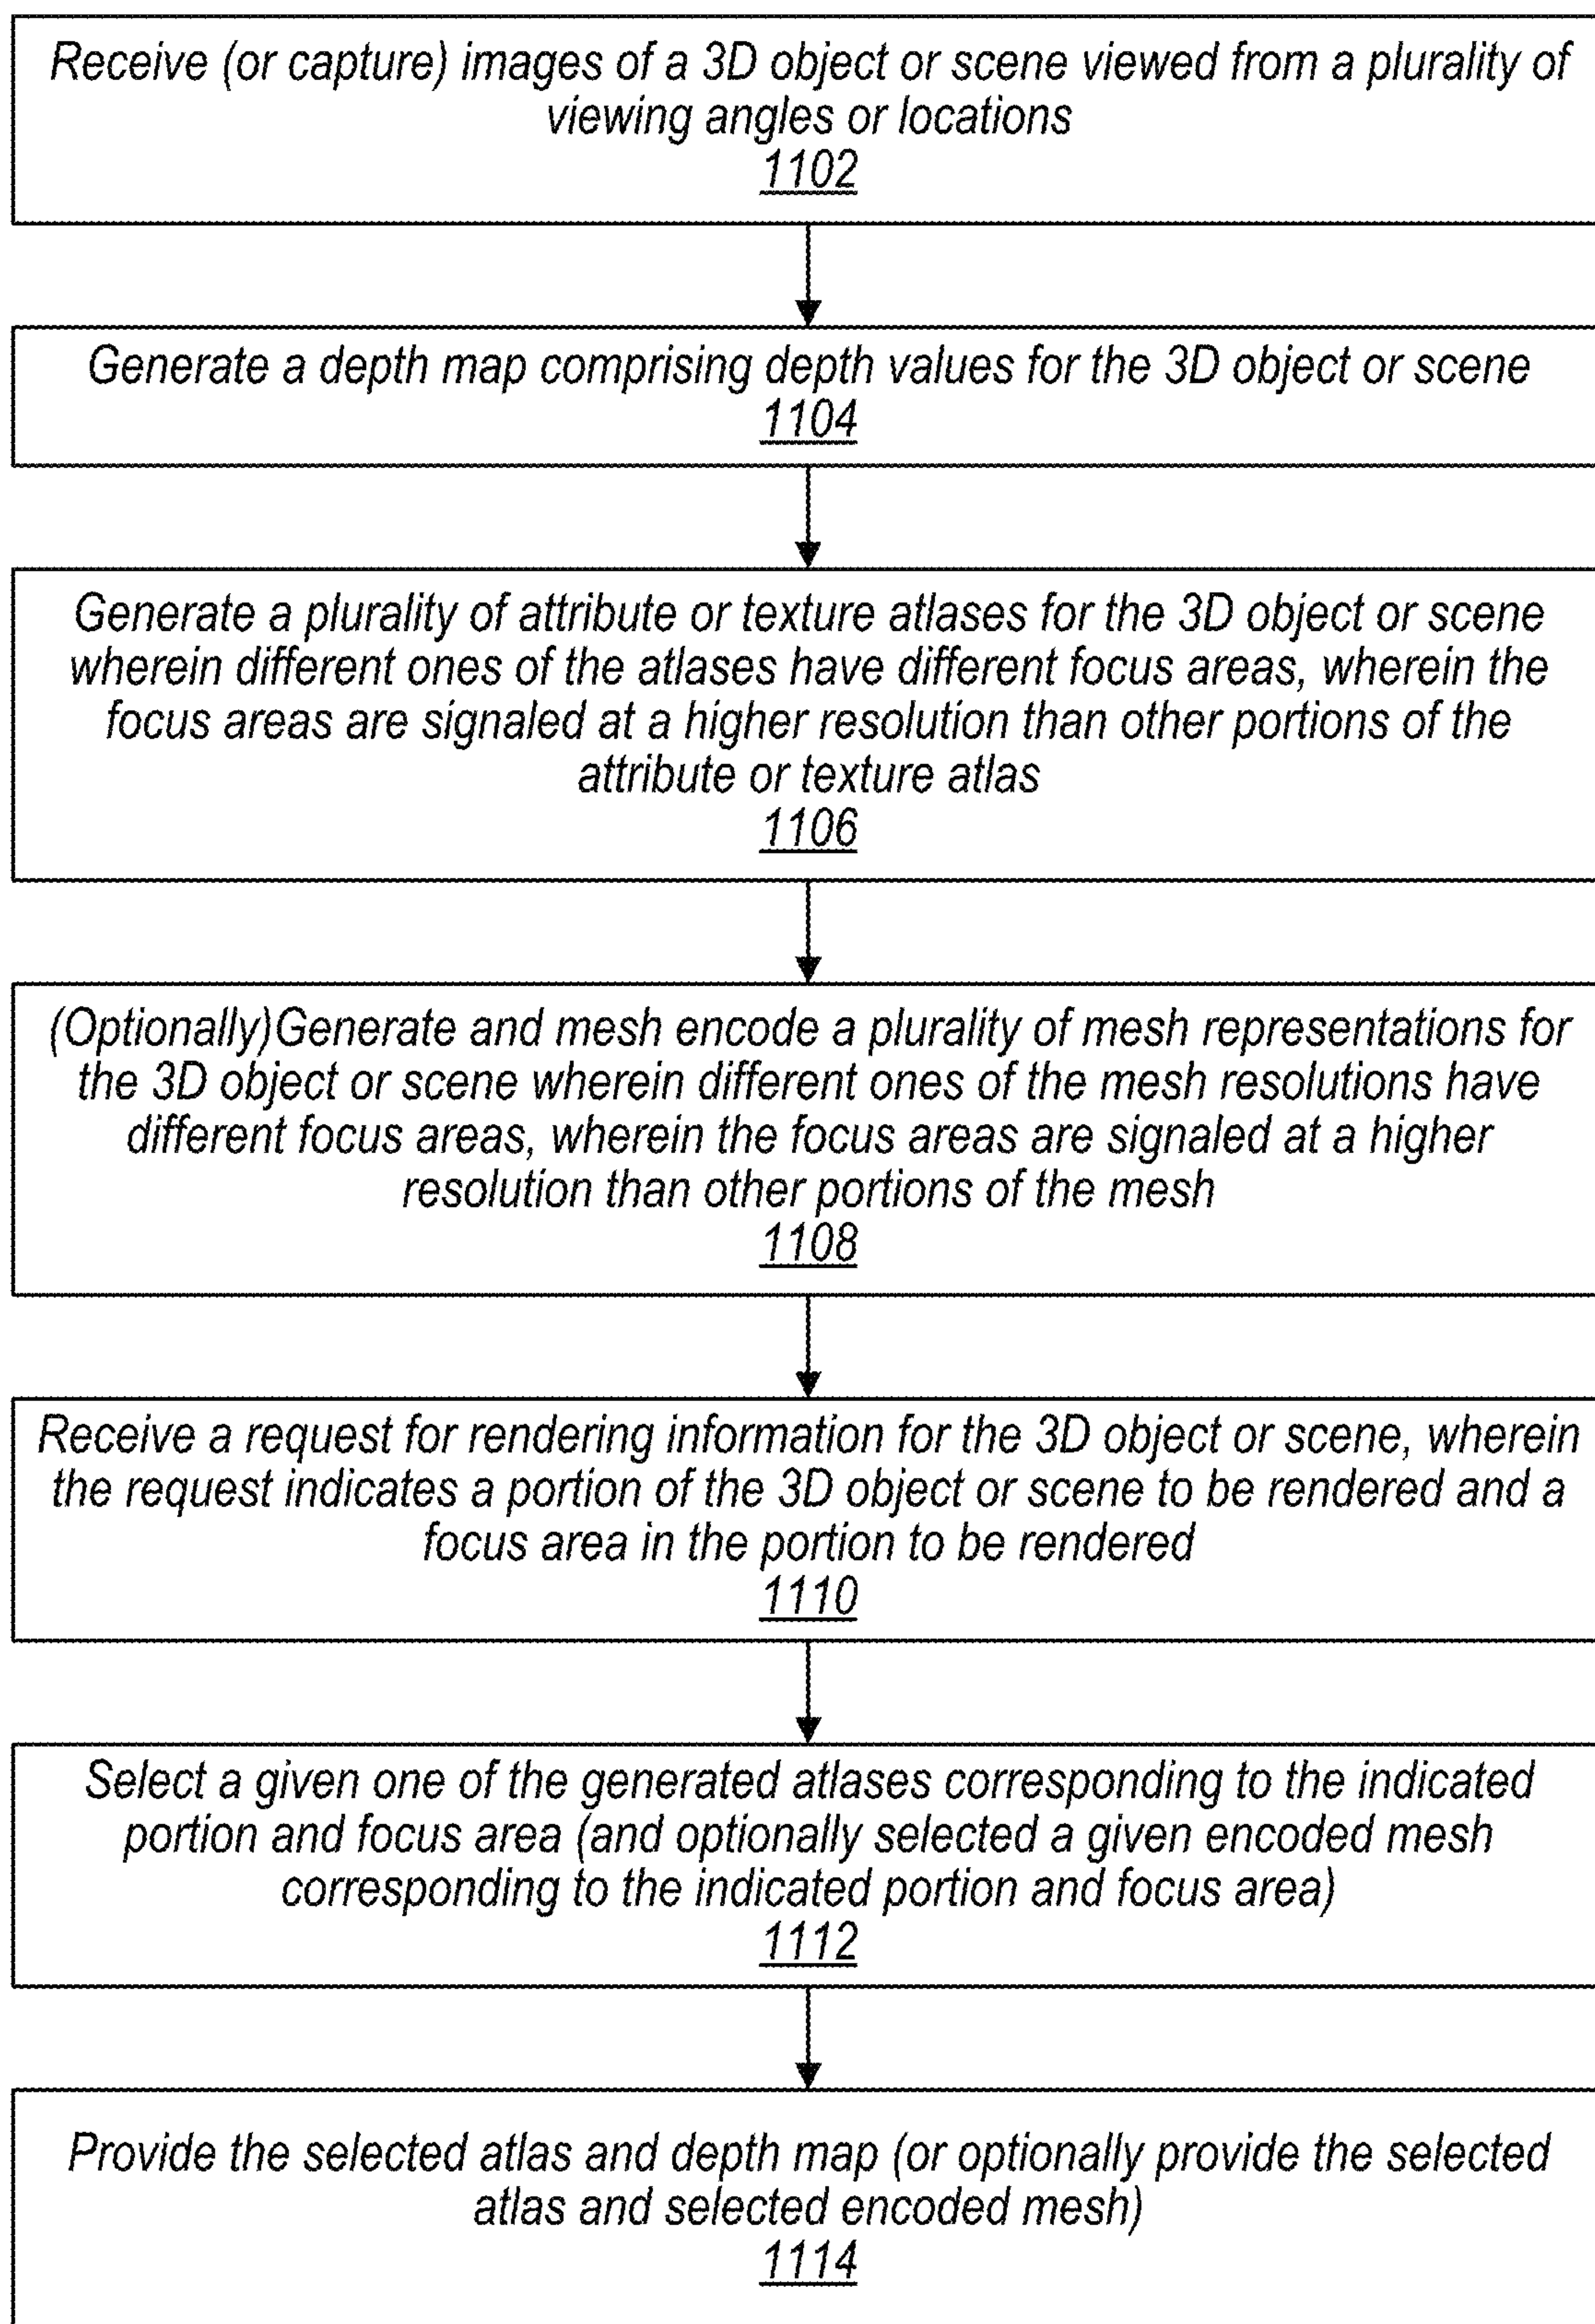 Receive (or capture) images of a 3D object or scene viewed from a plurality of
viewing angles or locations
1102
Generate a depth map comprising depth values for the 3D object or scene
1104
Generate a plurality of attribute or texture atlases for the 3D object or scene
wherein different ones of the atlases have different focus areas, wherein the
focus areas are signaled at a higher resolution than other portions of the
attribute or texture atlas
1106
(Optionally)Generate and mesh encode a plurality of mesh representations for
the 3D object or scene wherein different ones of the mesh resolutions have
different focus areas, wherein the focus areas are signaled at a higher
resolution than other portions of the mesh
1108
Receive a request for rendering information for the 3D object or scene, wherein
the request indicates a portion of the 3D object or scene to be rendered and a
focus area in the portion to be rendered
1110
Select a given one of the generated atlases corresponding to the indicated
portion and focus area (and optionally selected a given encoded mesh
corresponding to the indicated portion and focus area)
1112
Provide the selected atlas and depth map (or optionally provide the selected
atlas and selected encoded mesh)
1114